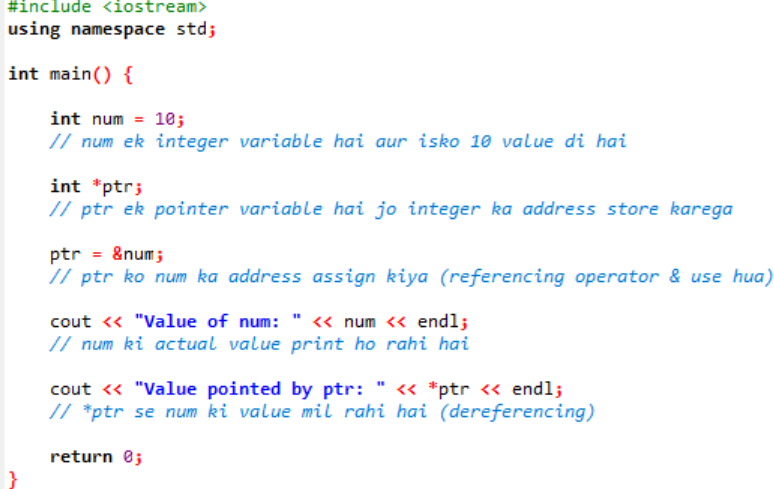 #include <iostream>
using namespace std;
int main() {
int num = 10;
// num ek integer variable hai aur isko 10 value di hai
int *ptr;
// ptr ek pointer variable hai jo integer ka address store karega
ptr = &num;
// ptr ko num ka address assign kiya (referencing operator & use hua)
cout << "Value of num: " << num << endl;
// num ki actual value print ho rahi hai
cout << "Value pointed by ptr: " << *ptr << endl;
// *ptr se num ki value mil rahi hai (dereferencing)
return 0;
}